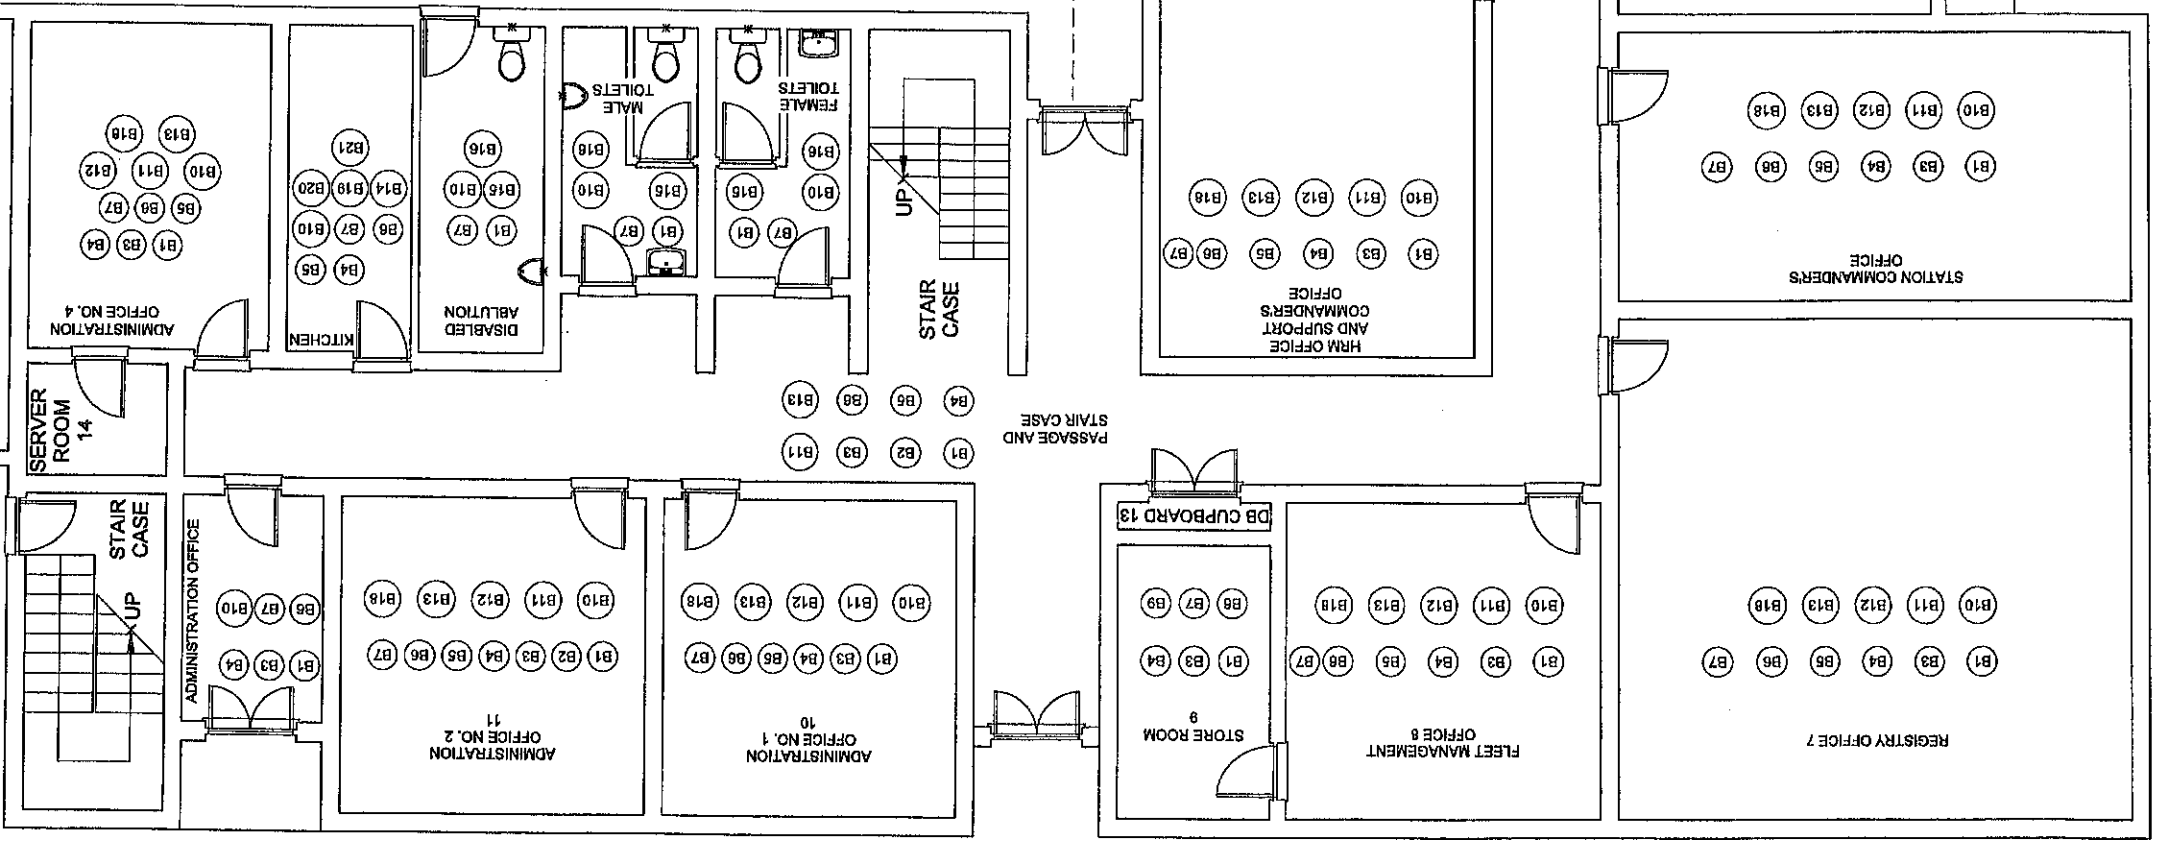 ADMINISTRATION
OFFICE NO. 4
B1 B3 B4
B5 B6 B7
B10 B11 B12
B13 B18
KITCHEN
B4 B5
B6 B7 B10
B14 B19 B20
B21
DISABLED
ABLUTION
B1 B7
B15 B10
B16
MALE
TOILETS
B1 B7
B15 B10
B16
FEMALE
TOILETS
B7 B1
B10 B15
B16
UP
STAIR
CASE
HRM OFFICE
AND SUPPORT
COMMANDER'S
OFFICE
B1 B3 B4 B5 B6 B7
B10 B11 B12 B13 B18
STATION COMMANDER'S
OFFICE
B1 B3 B4 B5 B6 B7
B10 B11 B12 B13 B18
SERVER
ROOM
14
PASSAGE AND
STAIR CASE
B1 B2 B3 B11
B4 B5 B6 B13
STAIR
CASE
UP
ADMINISTRATION OFFICE
B1 B3 B4
B6 B7 B10
ADMINISTRATION
OFFICE NO. 2
11
B1 B2 B3 B4 B5 B6 B7
B10 B11 B12 B13 B18
ADMINISTRATION
OFFICE NO. 1
10
B1 B3 B4 B5 B6 B7
B10 B11 B12 B13 B18
DB CUPBOARD 13
STORE ROOM
9
B1 B3 B4
B6 B7 B9
FLEET MANAGEMENT
OFFICE 8
B1 B3 B4 B5 B6 B7
B10 B11 B12 B13 B18
REGISTRY OFFICE 7
B1 B3 B4 B5 B6 B7
B10 B11 B12 B13 B18